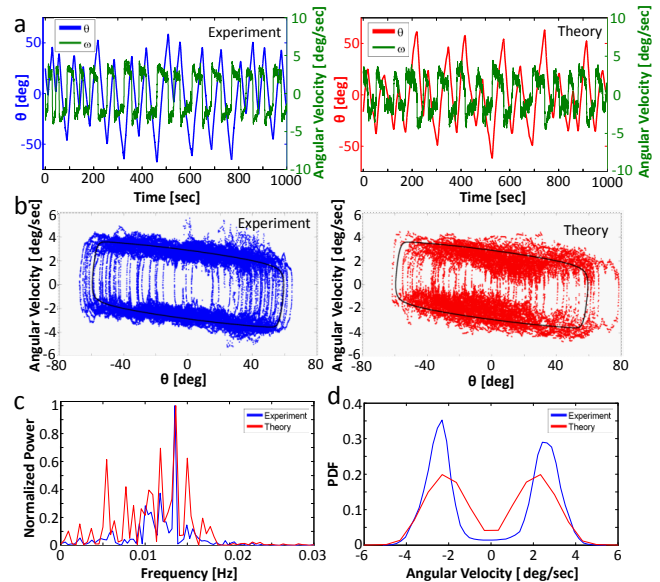 a
Experiment
θ
ω
θ [deg]
50
0
-50
10
5
0
-5
-10
Angular Velocity [deg/sec]
0 200 400 600 800 1000
Time [sec]
Theory
θ
ω
θ [deg]
50
0
-50
10
5
0
-5
-10
Angular Velocity [deg/sec]
0 200 400 600 800 1000
Time [sec]
b
Experiment
Angular Velocity [ deg/sec]
6
4
2
0
-2
-4
-6
-80 -40 0 40 80
θ [deg]
Theory
Angular Velocity [ deg/sec]
6
4
2
0
-2
-4
-6
-80 -40 0 40 80
θ [deg]
c
Experiment
Theory
Normalized Power
1
0.8
0.6
0.4
0.2
0
0 0.01 0.02 0.03
Frequency [Hz]
d
Experiment
Theory
PDF
0.4
0.3
0.2
0.1
0
-6 -4 -2 0 2 4 6
Angular Velocity [ deg/sec]